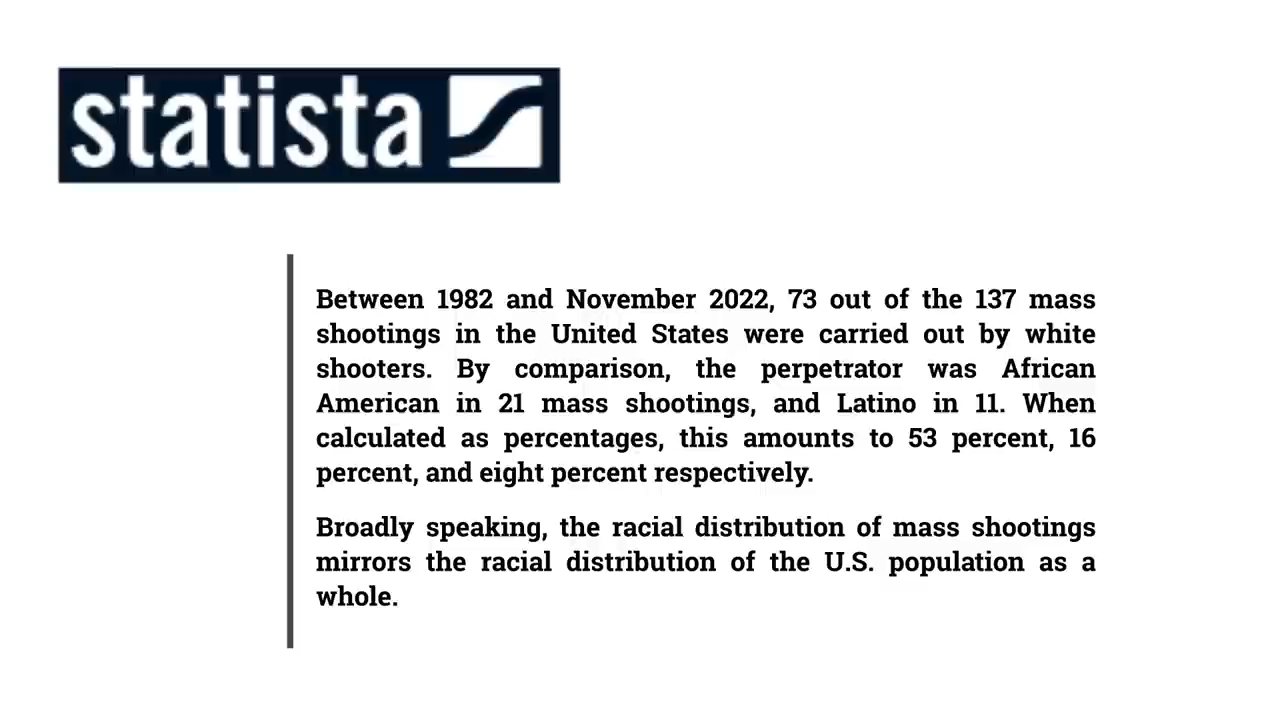 statista
Between 1982 and November 2022, 73 out of the 137 mass
shootings in the United States were carried out by white
shooters. By comparison, the perpetrator was African
American in 21 mass shootings, and Latino in 11. When
calculated as percentages, this amounts to 53 percent, 16
percent, and eight percent respectively.
Broadly speaking, the racial distribution of mass shootings
mirrors the racial distribution of the U.S. population as a
whole.